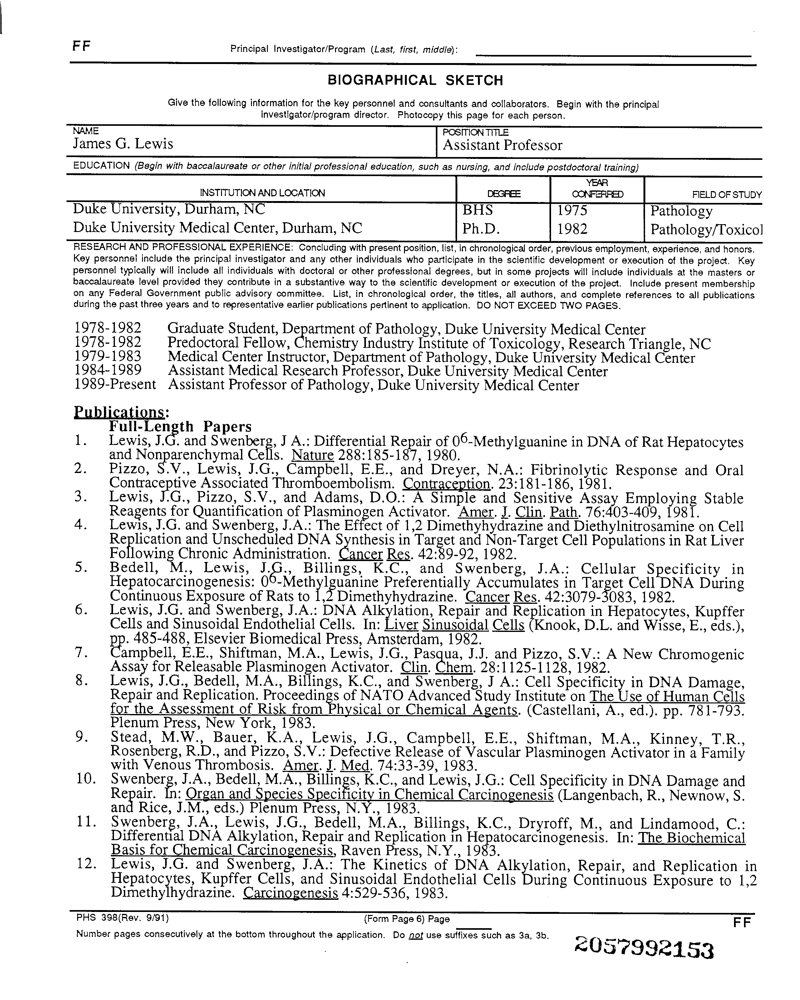 FF
Principal Investigator/Program (Last, first, middle):
BIOGRAPHICAL SKETCH
Give the following information for the key personnel and consultants and collaborators. Begin with the principal
investigator/program director. Photocopy this page for each person.
NAME
James G. Lewis
POSITION TITLE
Assistant Professor
EDUCATION (Begin with baccalaureate or other initial professional education, such as nursing, and include postdoctoral training)
INSTITUTION AND LOCATION DEGREE YEAR CONFERRED FIELD OF STUDY
Duke University, Durham, NC BHS 1975 Pathology
Duke University Medical Center, Durham, NC Ph.D. 1982 Pathology/Toxicol
RESEARCH AND PROFESSIONAL EXPERIENCE: Concluding with present position, list, in chronological order, previous employment, experience, and honors.
Key personnel include the principal investigator and any other individuals who participate in the scientific development or execution of the project. Key
personnel typically will include all individuals with doctoral or other professional degrees, but in some projects will include individuals at the masters or
baccalaureate level provided they contribute in a substantive way to the scientific development or execution of the project. Include present membership
on any Federal Government public advisory committee. List, in chronological order, the titles, all authors, and complete references to all publications
during the past three years and to representative earlier publications pertinent to application. DO NOT EXCEED TWO PAGES.
1978-1982 Graduate Student, Department of Pathology, Duke University Medical Center
1978-1982 Predoctoral Fellow, Chemistry Industry Institute of Toxicology, Research Triangle, NC
1979-1983 Medical Center Instructor, Department of Pathology, Duke University Medical Center
1984-1989 Assistant Medical Research Professor, Duke University Medical Center
1989-Present Assistant Professor of Pathology, Duke University Medical Center
Publications:
Full-Length Papers
1. Lewis, J.G. and Swenberg, J A.: Differential Repair of 0⁶-Methylguanine in DNA of Rat Hepatocytes
and Nonparenchymal Cells. Nature 288:185-187, 1980.
2. Pizzo, S.V., Lewis, J.G., Campbell, E.E., and Dreyer, N.A.: Fibrinolytic Response and Oral
Contraceptive Associated Thromboembolism. Contraception. 23:181-186, 1981.
3. Lewis, J.G., Pizzo, S.V., and Adams, D.O.: A Simple and Sensitive Assay Employing Stable
Reagents for Quantification of Plasminogen Activator. Amer. J. Clin. Path. 76:403-409, 1981.
4. Lewis, J.G. and Swenberg, J.A.: The Effect of 1,2 Dimethyhydrazine and Diethylnitrosamine on Cell
Replication and Unscheduled DNA Synthesis in Target and Non-Target Cell Populations in Rat Liver
Following Chronic Administration. Cancer Res. 42:89-92, 1982.
5. Bedell, M., Lewis, J.G., Billings, K.C., and Swenberg, J.A.: Cellular Specificity in
Hepatocarcinogenesis: 0⁶-Methylguanine Preferentially Accumulates in Target Cell DNA During
Continuous Exposure of Rats to 1,2 Dimethyhydrazine. Cancer Res. 42:3079-3083, 1982.
6. Lewis, J.G. and Swenberg, J.A.: DNA Alkylation, Repair and Replication in Hepatocytes, Kupffer
Cells and Sinusoidal Endothelial Cells. In: Liver Sinusoidal Cells (Knook, D.L. and Wisse, E., eds.),
pp. 485-488, Elsevier Biomedical Press, Amsterdam, 1982.
7. Campbell, E.E., Shiftman, M.A., Lewis, J.G., Pasqua, J.J. and Pizzo, S.V.: A New Chromogenic
Assay for Releasable Plasminogen Activator. Clin. Chem. 28:1125-1128, 1982.
8. Lewis, J.G., Bedell, M.A., Billings, K.C., and Swenberg, J A.: Cell Specificity in DNA Damage,
Repair and Replication. Proceedings of NATO Advanced Study Institute on The Use of Human Cells
for the Assessment of Risk from Physical or Chemical Agents. (Castellani, A., ed.). pp. 781-793.
Plenum Press, New York, 1983.
9. Stead, M.W., Bauer, K.A., Lewis, J.G., Campbell, E.E., Shiftman, M.A., Kinney, T.R.,
Rosenberg, R.D., and Pizzo, S.V.: Defective Release of Vascular Plasminogen Activator in a Family
with Venous Thrombosis. Amer. J. Med. 74:33-39, 1983.
10. Swenberg, J.A., Bedell, M.A., Billings, K.C., and Lewis, J.G.: Cell Specificity in DNA Damage and
Repair. In: Organ and Species Specificity in Chemical Carcinogenesis (Langenbach, R., Newnow, S.
and Rice, J.M., eds.) Plenum Press, N.Y., 1983.
11. Swenberg, J.A., Lewis, J.G., Bedell, M.A., Billings, K.C., Dryroff, M., and Lindamood, C.:
Differential DNA Alkylation, Repair and Replication in Hepatocarcinogenesis. In: The Biochemical
Basis for Chemical Carcinogenesis, Raven Press, N.Y., 1983.
12. Lewis, J.G. and Swenberg, J.A.: The Kinetics of DNA Alkylation, Repair, and Replication in
Hepatocytes, Kupffer Cells, and Sinusoidal Endothelial Cells During Continuous Exposure to 1,2
Dimethylhydrazine. Carcinogenesis 4:529-536, 1983.
PHS 398(Rev. 9/91) (Form Page 6) Page FF
Number pages consecutively at the bottom throughout the application. Do not use suffixes such as 3a, 3b.
2057992153